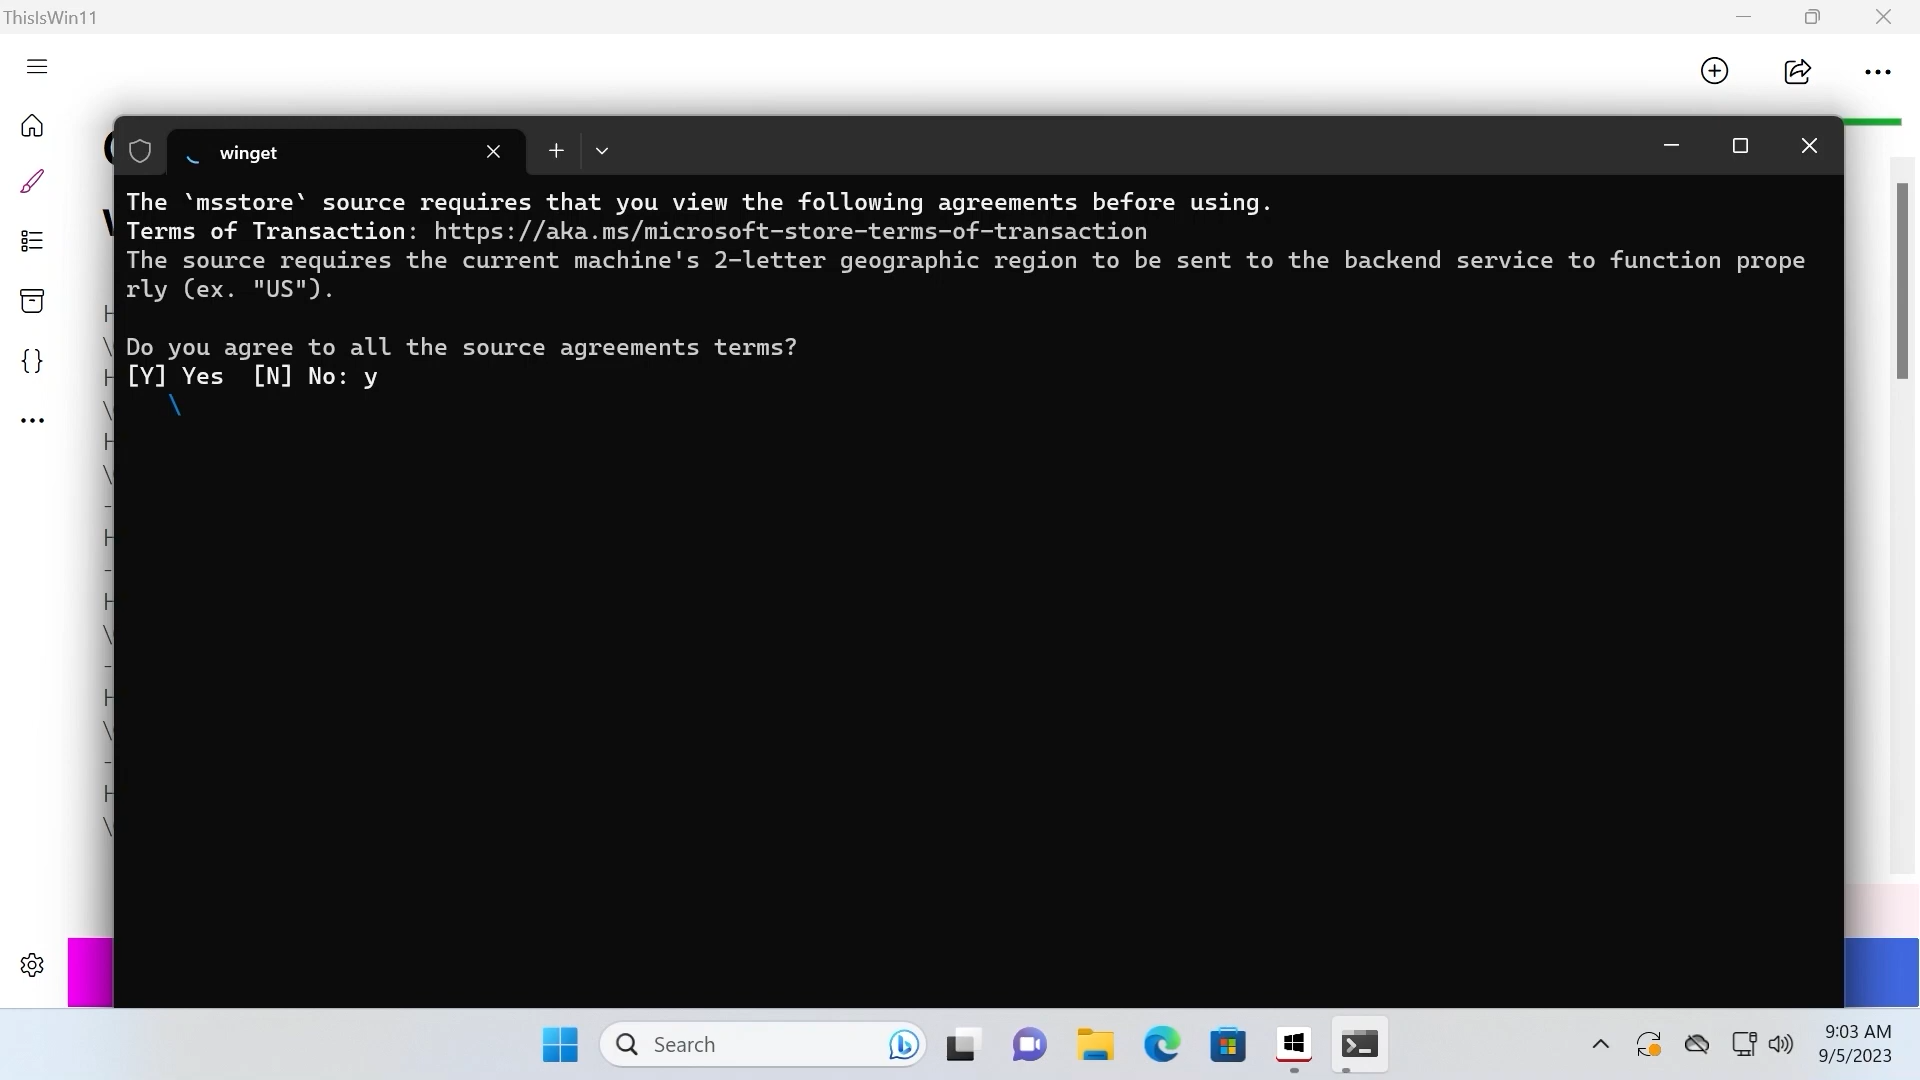 ThisIsWin11
winget
The `msstore` source requires that you view the following agreements before using.
Terms of Transaction: https://aka.ms/microsoft-store-terms-of-transaction
The source requires the current machine's 2-letter geographic region to be sent to the backend service to function prope
rly (ex. "US").
Do you agree to all the source agreements terms?
[Y] Yes  [N] No: y
\
Search
9:03 AM
9/5/2023